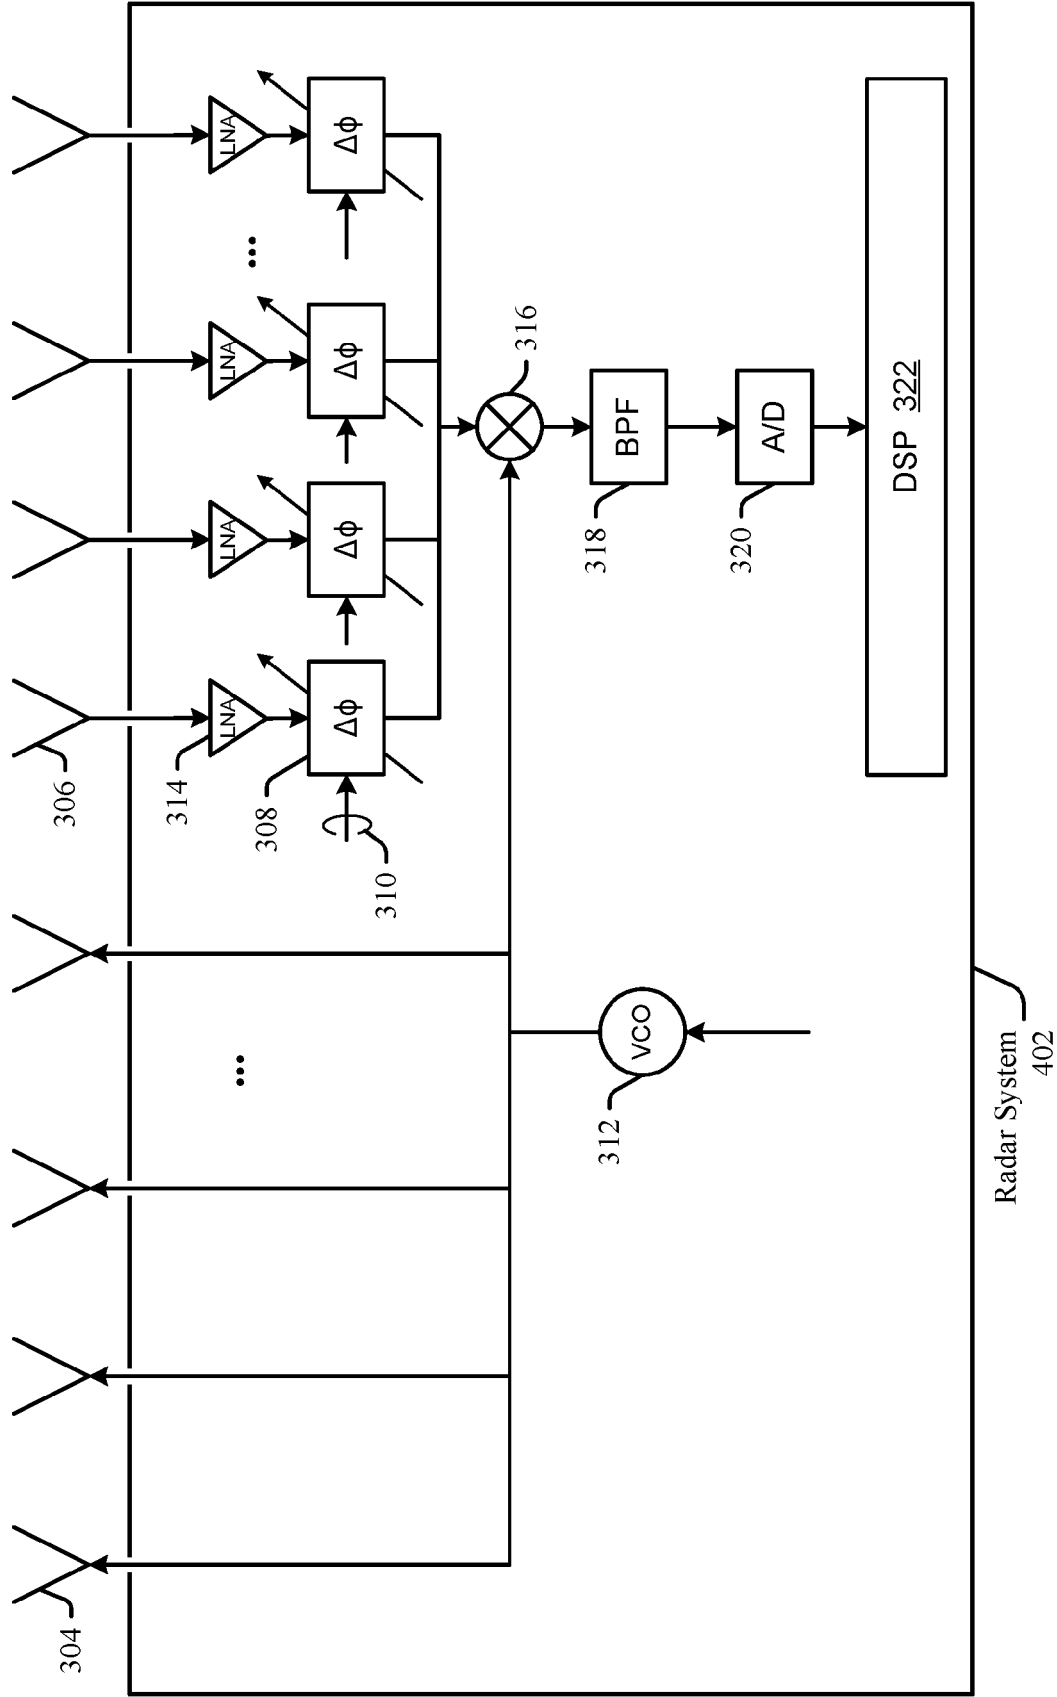 304
306
314
LNA
LNA
LNA
LNA
308
Δϕ
Δϕ
Δϕ
Δϕ
310
316
312
VCO
318
BPF
320
A/D
DSP 322
Radar System
402